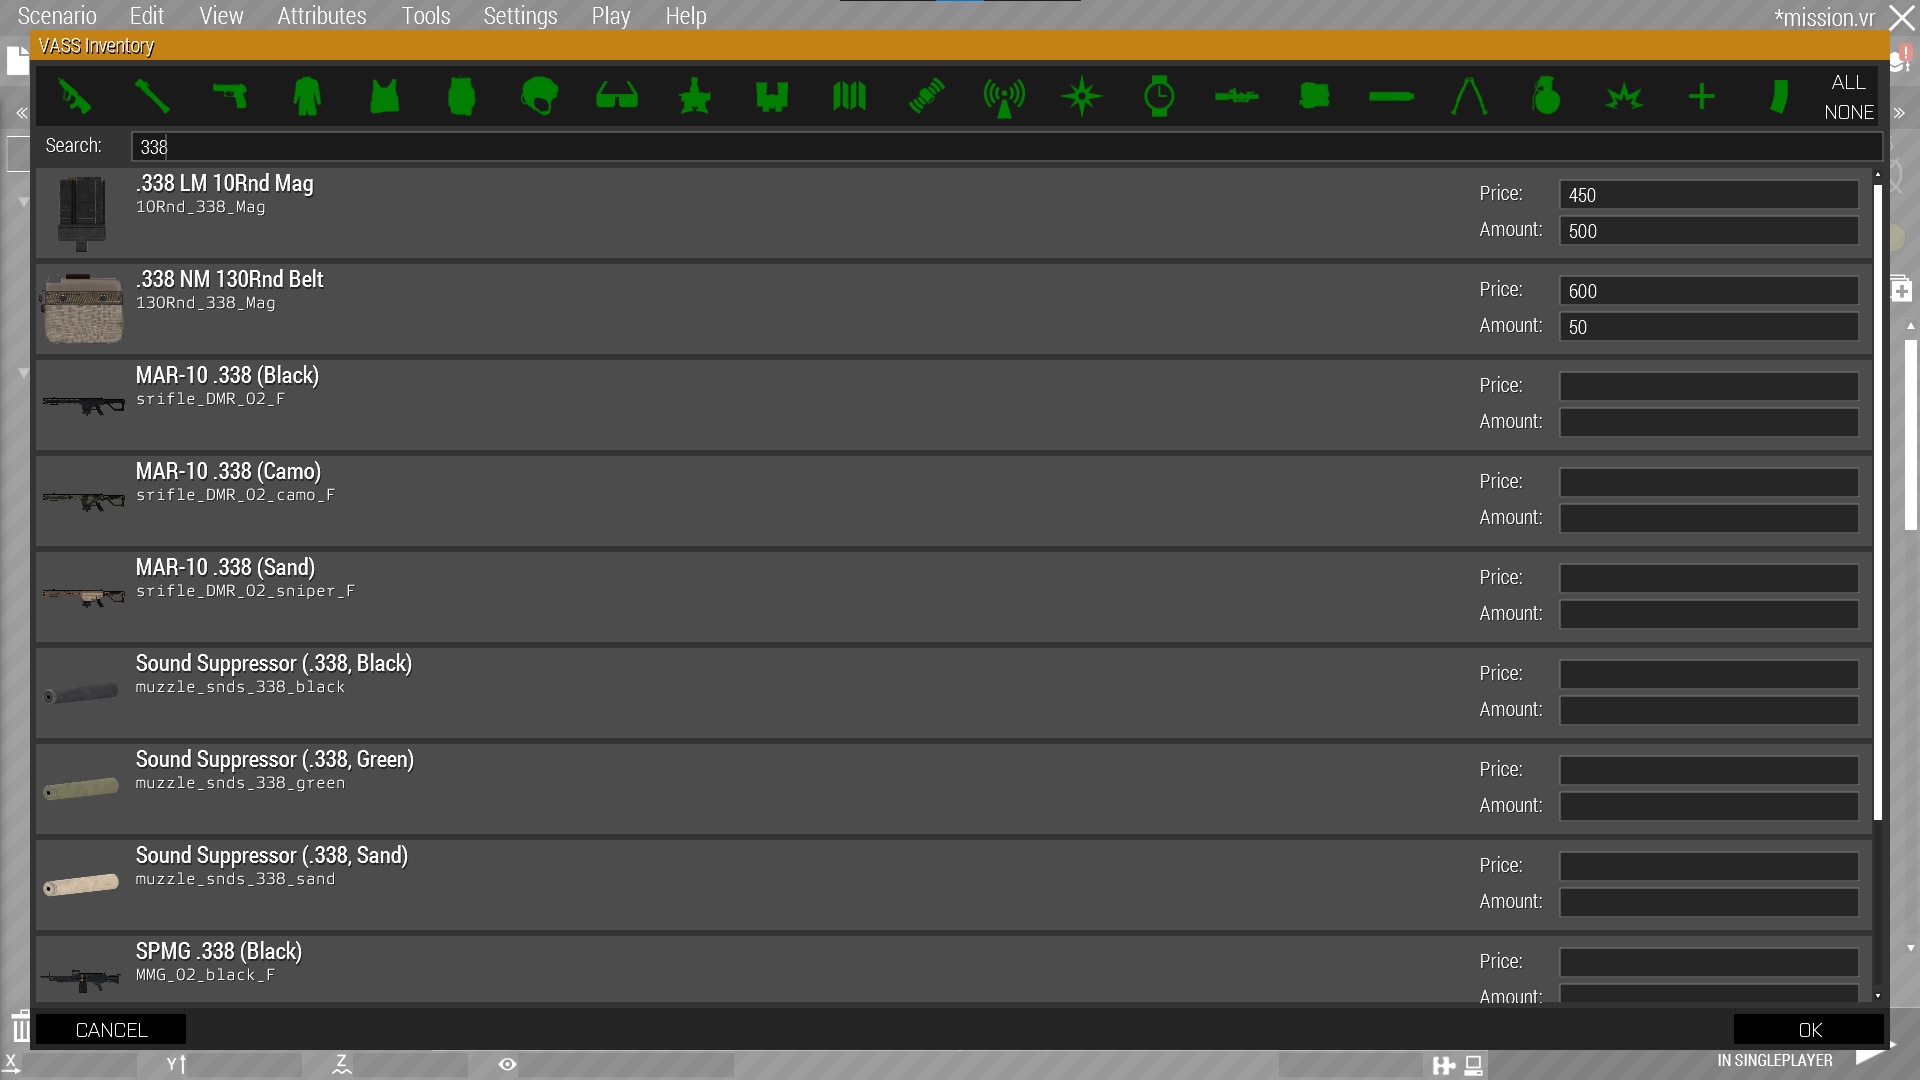 Scenario Edit View Attributes Tools Settings Play Help *mission.vr
VASS Inventory
ALL
NONE
Search: 338
.338 LM 10Rnd Mag
10Rnd_338_Mag
Price: 450
Amount: 500
.338 NM 130Rnd Belt
130Rnd_338_Mag
Price: 600
Amount: 50
MAR-10 .338 (Black)
srifle_DMR_02_F
Price:
Amount:
MAR-10 .338 (Camo)
srifle_DMR_02_camo_F
Price:
Amount:
MAR-10 .338 (Sand)
srifle_DMR_02_sniper_F
Price:
Amount:
Sound Suppressor (.338, Black)
muzzle_snds_338_black
Price:
Amount:
Sound Suppressor (.338, Green)
muzzle_snds_338_green
Price:
Amount:
Sound Suppressor (.338, Sand)
muzzle_snds_338_sand
Price:
Amount:
SPMG .338 (Black)
MMG_02_black_F
Price:
Amount:
CANCEL
OK
X Y Z
IN SINGLEPLAYER